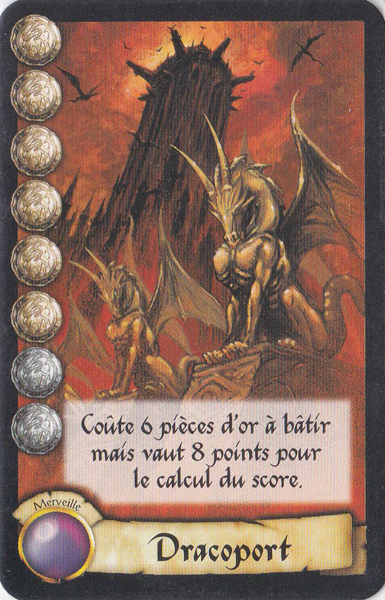 Coûte 6 pièces d'or à bâtir
mais vaut 8 points pour
le calcul du score.
Merveille
Dracoport